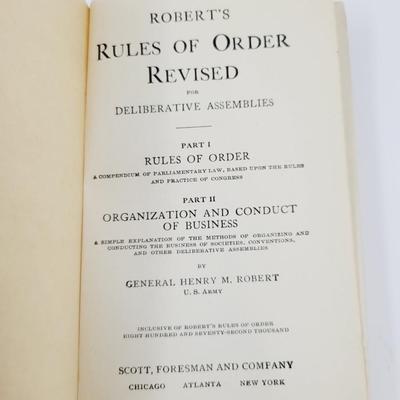 ROBERT'S
RULES OF ORDER
REVISED
FOR
DELIBERATIVE ASSEMBLIES
PART I
RULES OF ORDER
A COMPENDIUM OF PARLIAMENTARY LAW, BASED UPON THE RULES
AND PRACTICE OF CONGRESS
PART II
ORGANIZATION AND CONDUCT
OF BUSINESS
A SIMPLE EXPLANATION OF THE METHODS OF ORGANIZING AND
CONDUCTING THE BUSINESS OF SOCIETIES, CONVENTIONS,
AND OTHER DELIBERATIVE ASSEMBLIES
BY
GENERAL HENRY M. ROBERT
U. S. ARMY
INCLUSIVE OF ROBERT'S RULES OF ORDER
EIGHT HUNDRED AND SEVENTY-SECOND THOUSAND
SCOTT, FORESMAN AND COMPANY
CHICAGO ATLANTA NEW YORK